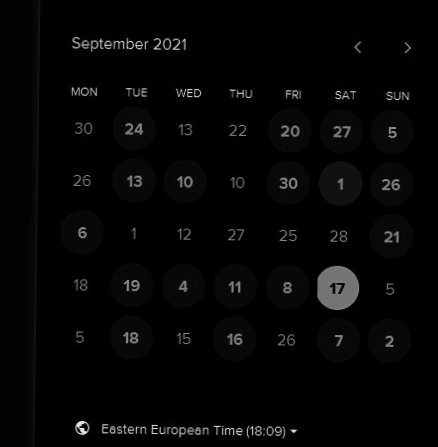 September 2021
MON TUE WED THU FRI SAT SUN
30 24 13 22 20 27 5
26 13 10 10 30 1 26
6 1 12 27 25 28 21
18 19 4 11 8 17 5
5 18 15 16 26 7 2
Eastern European Time (18:09)